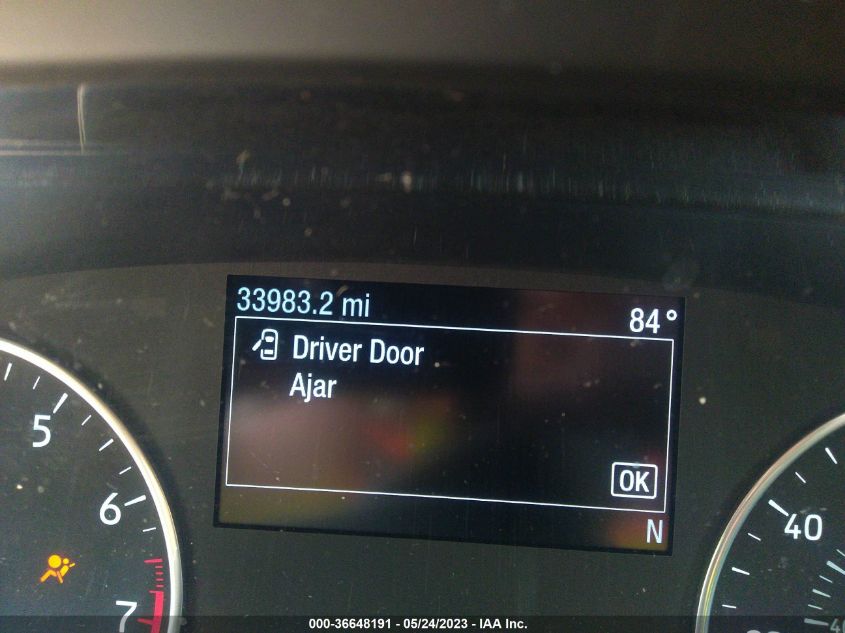 33983.2 mi
84°
Driver Door
Ajar
OK
N
5
6
7
40
000-36648191 - 05/24/2023 - IAA Inc.